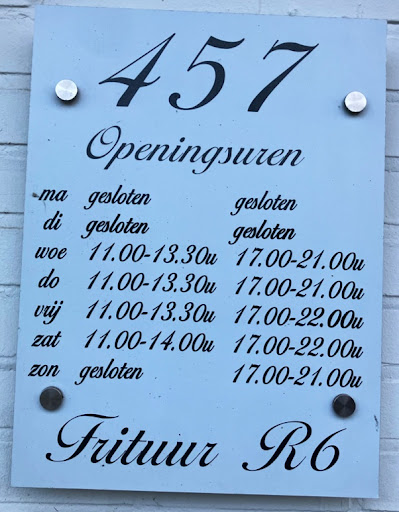 457
Openingsuren
ma gesloten gesloten
di gesloten gesloten
woe 11.00-13.30u 17.00-21.00u
do 11.00-13.30u 17.00-21.00u
vrij 11.00-13.30u 17.00-22.00u
zat 11.00-14.00u 17.00-22.00u
zon gesloten 17.00-21.00u
Frituur R6